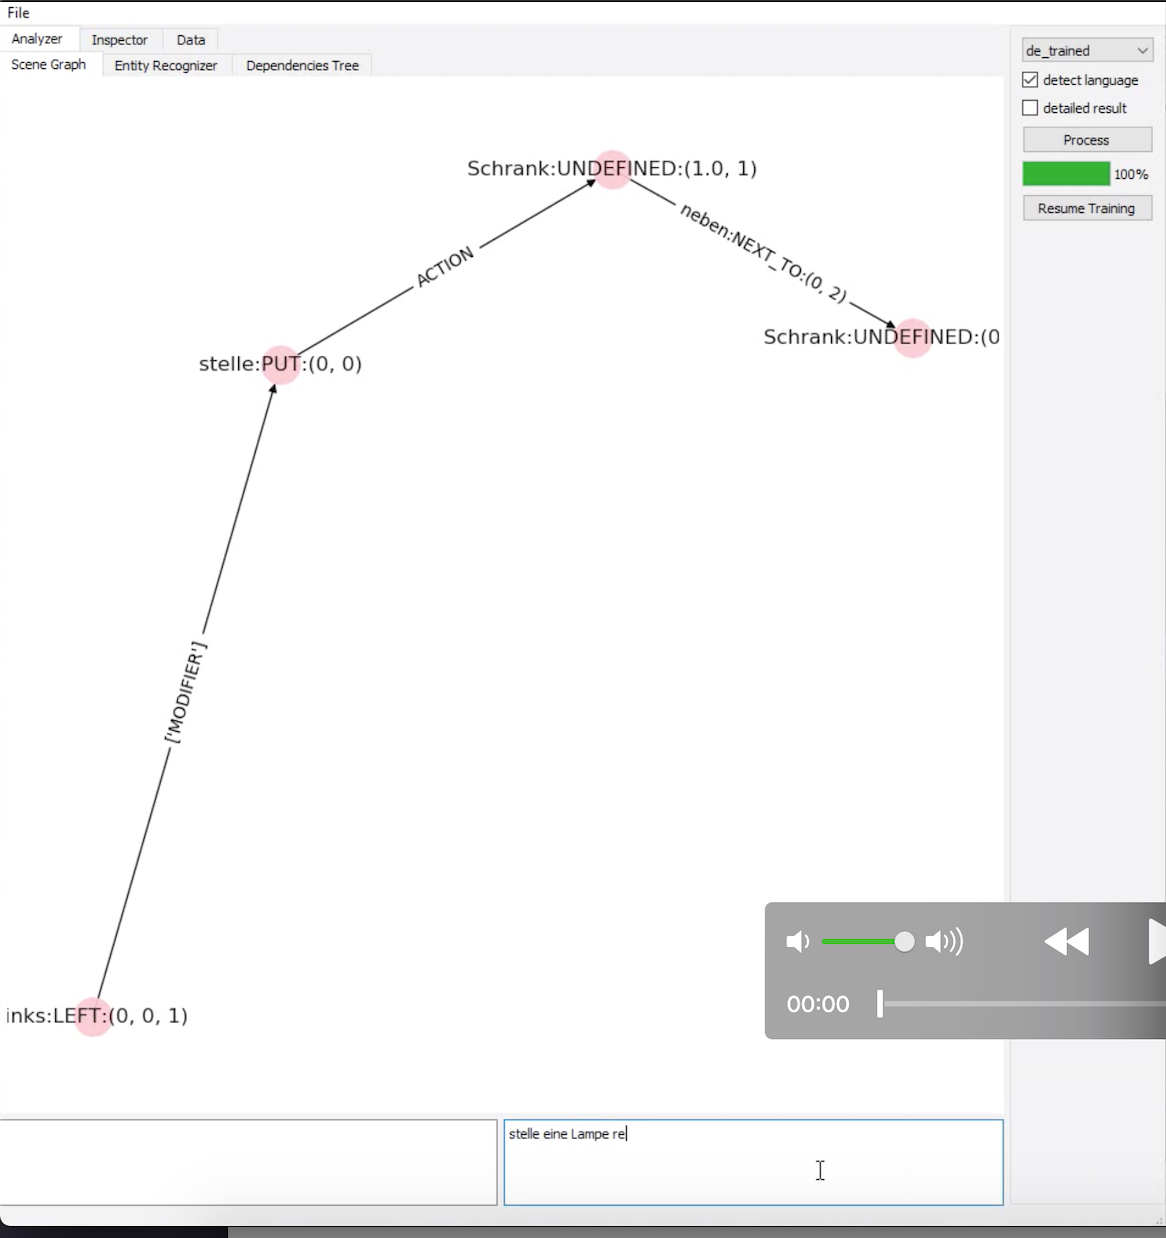 File
Analyzer Inspector Data
Scene Graph Entity Recognizer Dependencies Tree
de_trained
detect language
detailed result
Process
100%
Resume Training
Schrank:UNDEFINED:(1.0, 1)
neben:NEXT_TO:(0, 2)
ACTION
Schrank:UNDEFINED:(0
stelle:PUT:(0, 0)
['MODIFIER']
inks:LEFT:(0, 0, 1)
00:00
stelle eine Lampe re